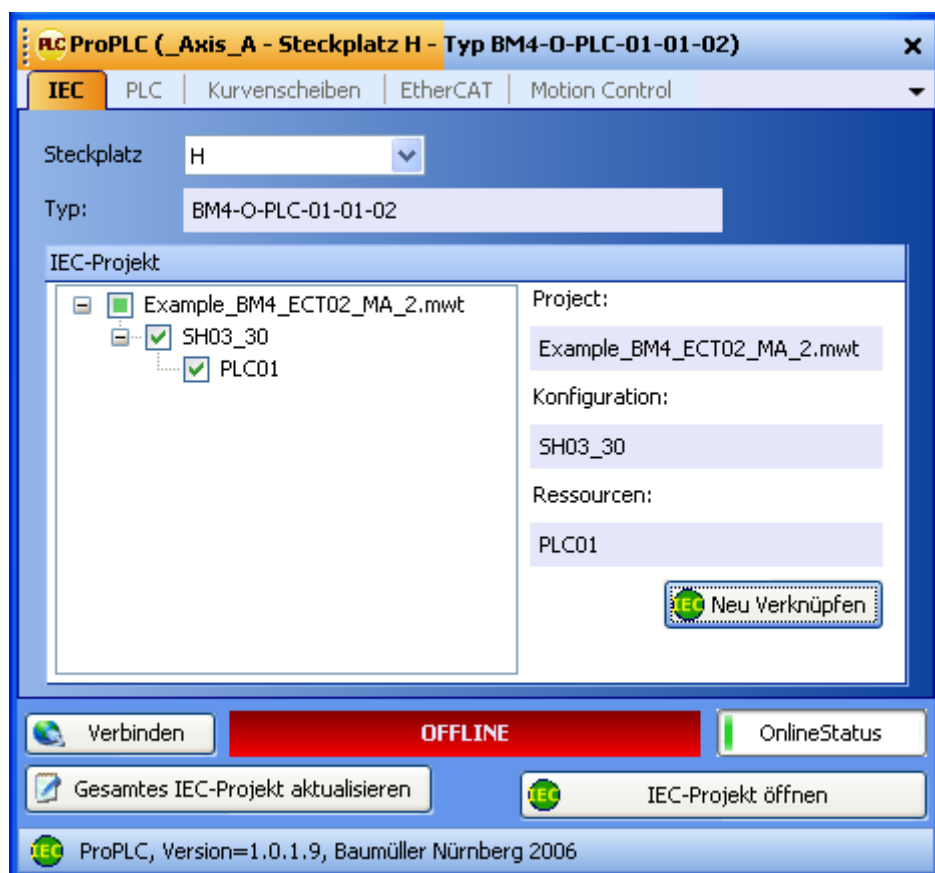 PLC ProPLC (_Axis_A - Steckplatz H - Typ BM4-O-PLC-01-01-02)
IEC PLC Kurvenscheiben EtherCAT Motion Control
Steckplatz H
Typ: BM4-O-PLC-01-01-02
IEC-Projekt
Example_BM4_ECT02_MA_2.mwt
SH03_30
PLC01
Project:
Example_BM4_ECT02_MA_2.mwt
Konfiguration:
SH03_30
Ressourcen:
PLC01
IEC Neu Verknüpfen
Verbinden OFFLINE OnlineStatus
Gesamtes IEC-Projekt aktualisieren IEC IEC-Projekt öffnen
IEC ProPLC, Version=1.0.1.9, Baumüller Nürnberg 2006